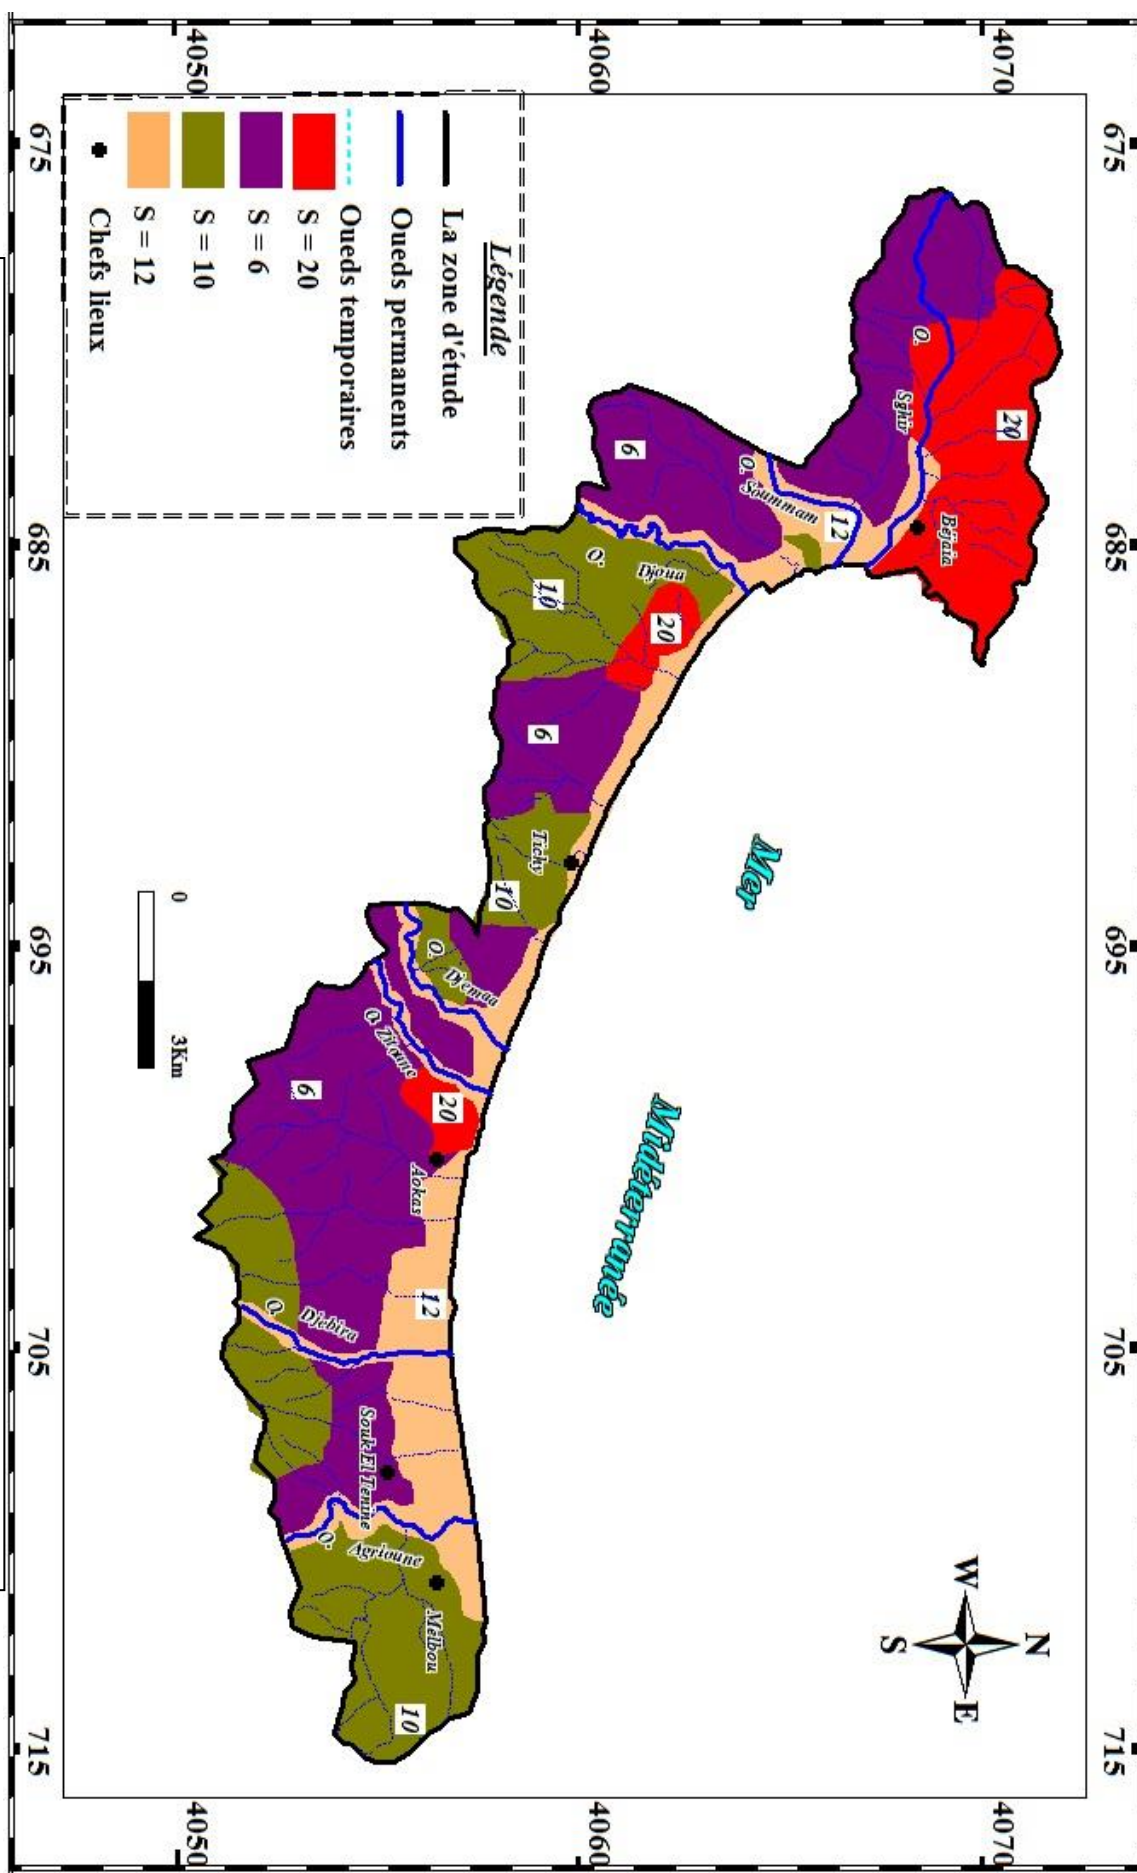 675
685
695
705
715
4070
4070
4060
4060
4050
4050
675
685
695
705
715
N
W
E
S
Mer
Midéterranée
20
O.
Sghir
Béjaia
12
O.
Soummam
6
O.
Djoua
20
10
6
Tichy
10
O.
Djemaa
O. Zitoune
20
Aokas
6
12
O.
Djebira
Souk El Tenine
O.
Agrioune
Melbou
10
0
3Km
Légende
La zone d'étude
Oueds permanents
Oueds temporaires
S = 20
S = 6
S = 10
S = 12
Chefs lieux